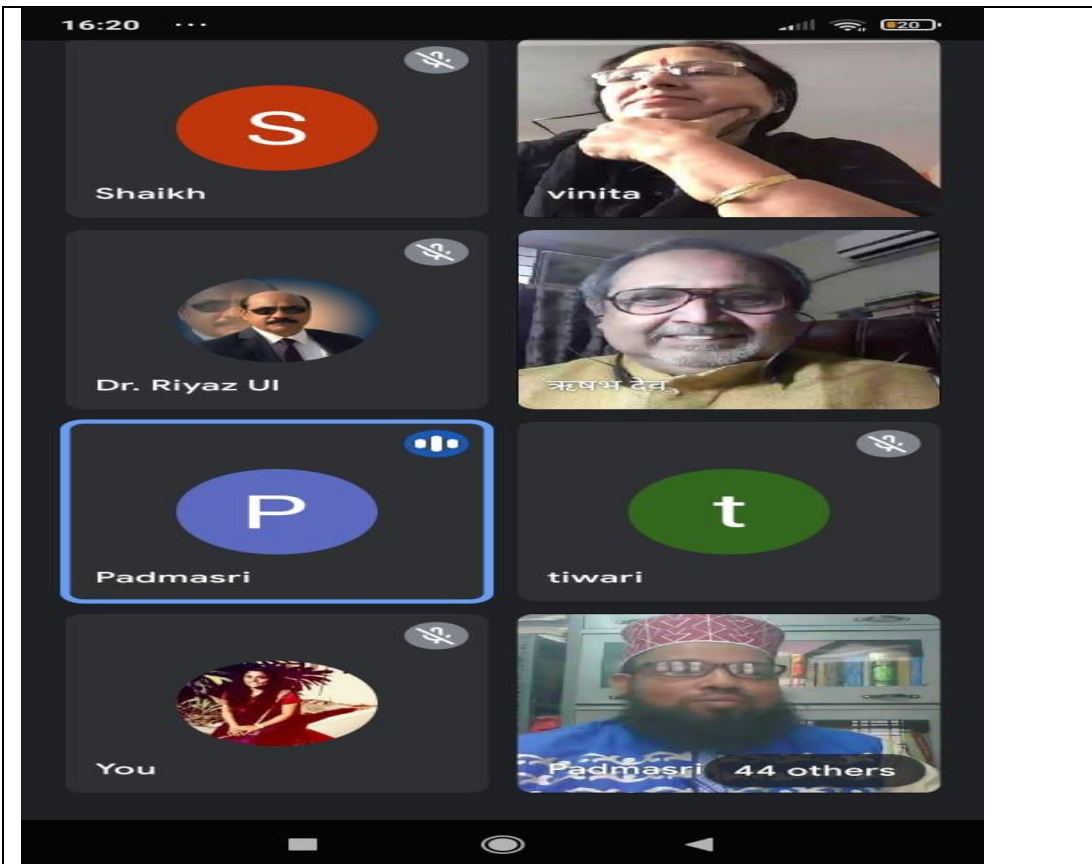 16:20 ...
20
S
Shaikh
vinita
Dr. Riyaz Ul
ऋषभ देव
P
Padmasri
t
tiwari
You
Padmasri
44 others